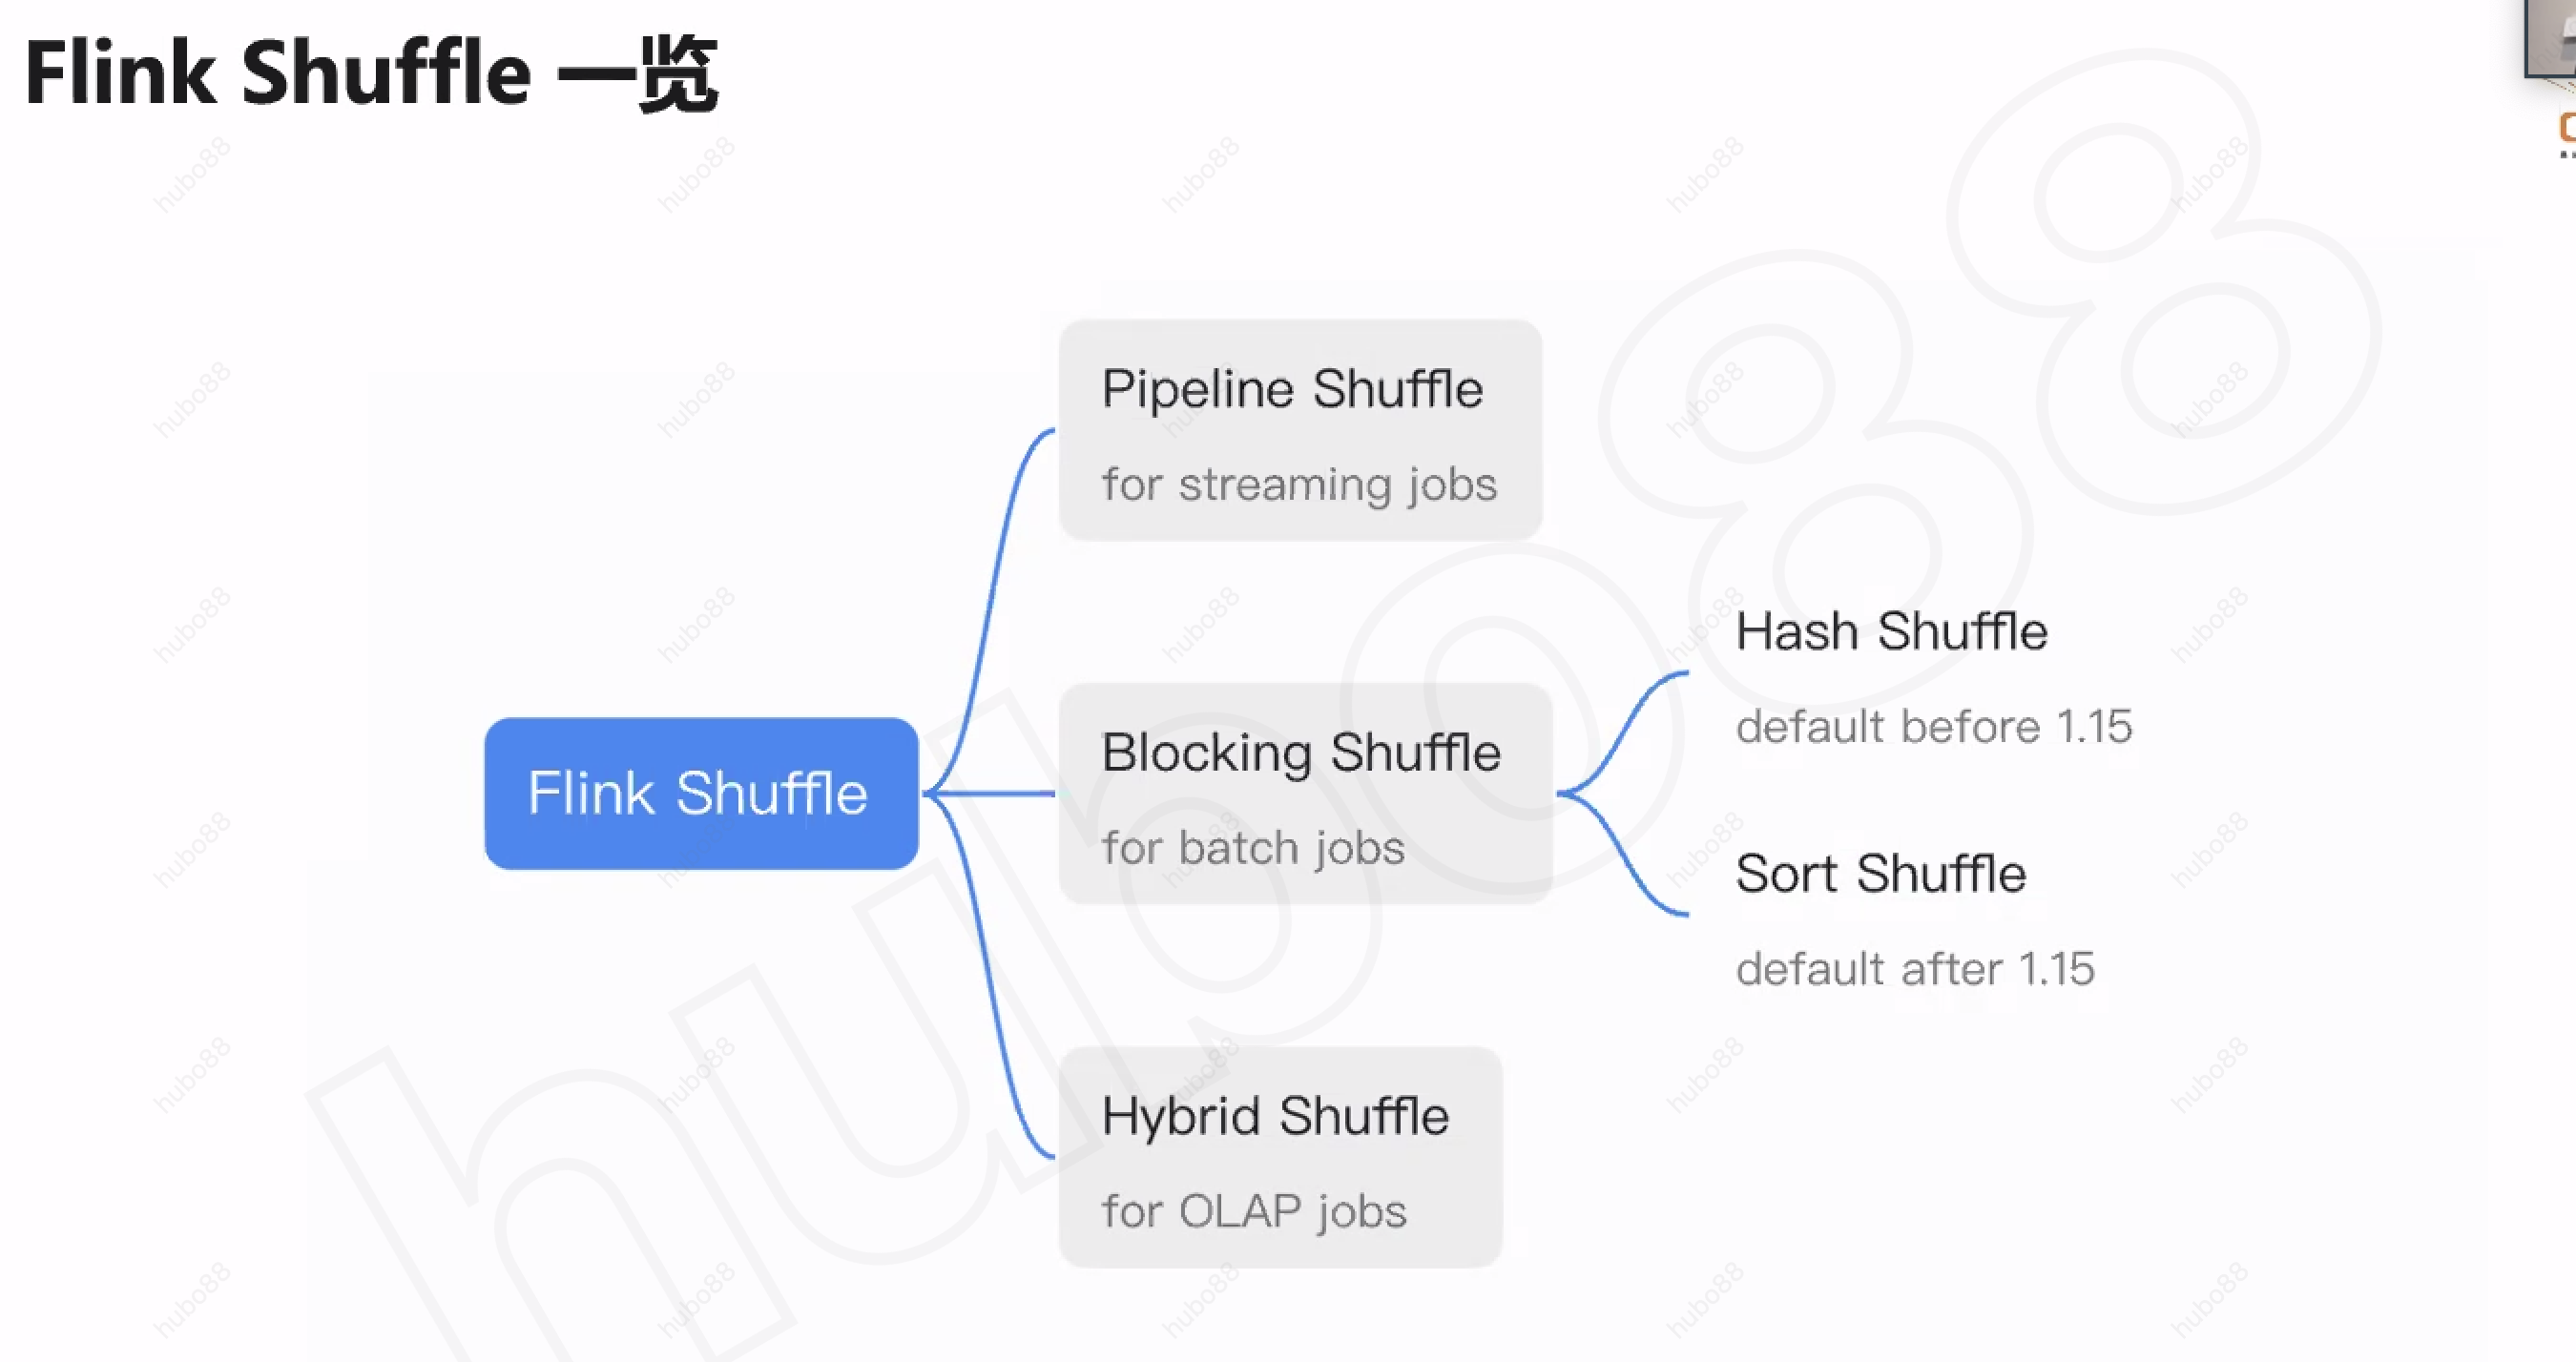 Flink Shuffle 一览
Flink Shuffle
Pipeline Shuffle
for streaming jobs
Blocking Shuffle
for batch jobs
Hash Shuffle
default before 1.15
Sort Shuffle
default after 1.15
Hybrid Shuffle
for OLAP jobs
hubo88